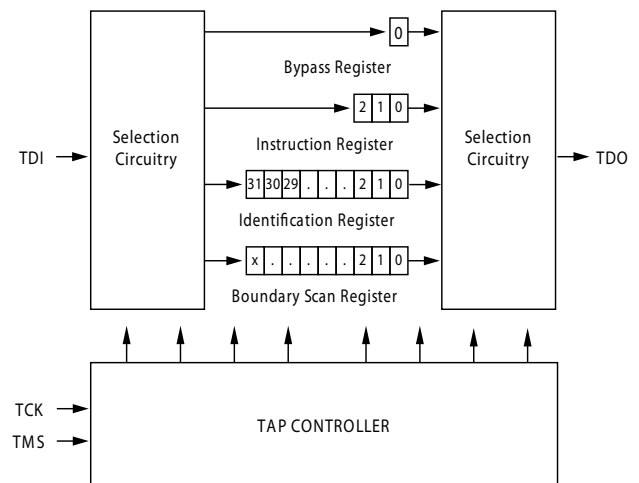 0
Bypass Register
2 1 0
Selection
Circuitry
Selection
Circuitry
TDI
TDO
Instruction Register
31 30 29 . . . 2 1 0
Identification Register
x . . . . . 2 1 0
Boundary Scan Register
TCK
TAP CONTROLLER
TMS